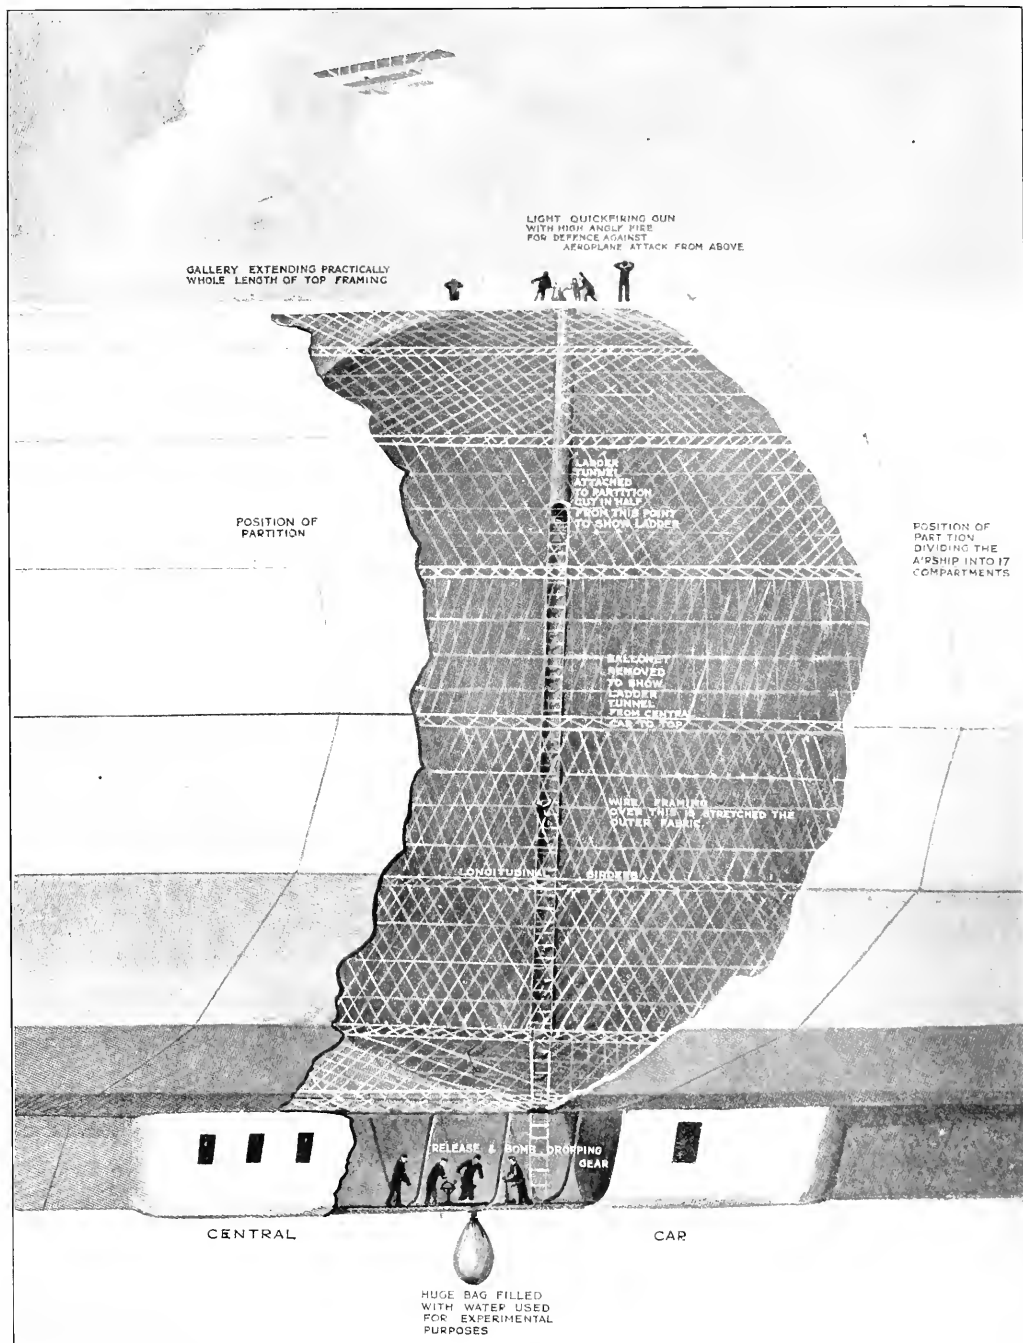 LIGHT QUICKFIRING GUN
WITH HIGH ANGLE FIRE
FOR DEFENCE AGAINST
AEROPLANE ATTACK FROM ABOVE
GALLERY EXTENDING PRACTICALLY
WHOLE LENGTH OF TOP FRAMING
LADDER
TUNNEL
ATTACHED
TO PARTITION
CUT IN HALF
FROM THIS POINT
TO SHOW LADDER
POSITION OF
PARTITION
POSITION OF
PART TION
DIVIDING THE
A'RSHIP INTO 17
COMPARTMENTS
BALLONET
REMOVED
TO SHOW
LADDER
TUNNEL
FROM CENTRAL
CAR TO TOP
WIRE FRAMING
OVER THIS IS STRETCHED THE
OUTER FABRIC.
LONGITUDINAL GIRDERS
RELEASE & BOMB DROPPING
GEAR
CENTRAL CAR
HUGE BAG FILLED
WITH WATER USED
FOR EXPERIMENTAL
PURPOSES